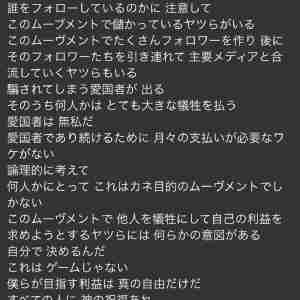 誰をフォローしているのかに 注意して
このムーブメントで儲かっているヤツらがいる
このムーブメントでたくさんフォロワーを作り 後に
そのフォロワーたちを引き連れて 主要メディアと合
流していくヤツらもいる
騙されてしまう愛国者が 出る
そのうち何人かは とても大きな犠牲を払う
愛国者は 無私だ
愛国者であり続けるために 月々の支払いが必要なワ
ケがない
論理的に考えて
何人かにとって これはカネ目的のムーヴメントでし
かない
このムーブメントで 他人を犠牲にして自己の利益を
求めようとするヤツらには 何らかの意図がある
自分で 決めるんだ
これは ゲームじゃない
僕らが目指す利益は 真の自由だけだ
すべての人に 神の祝福あれ